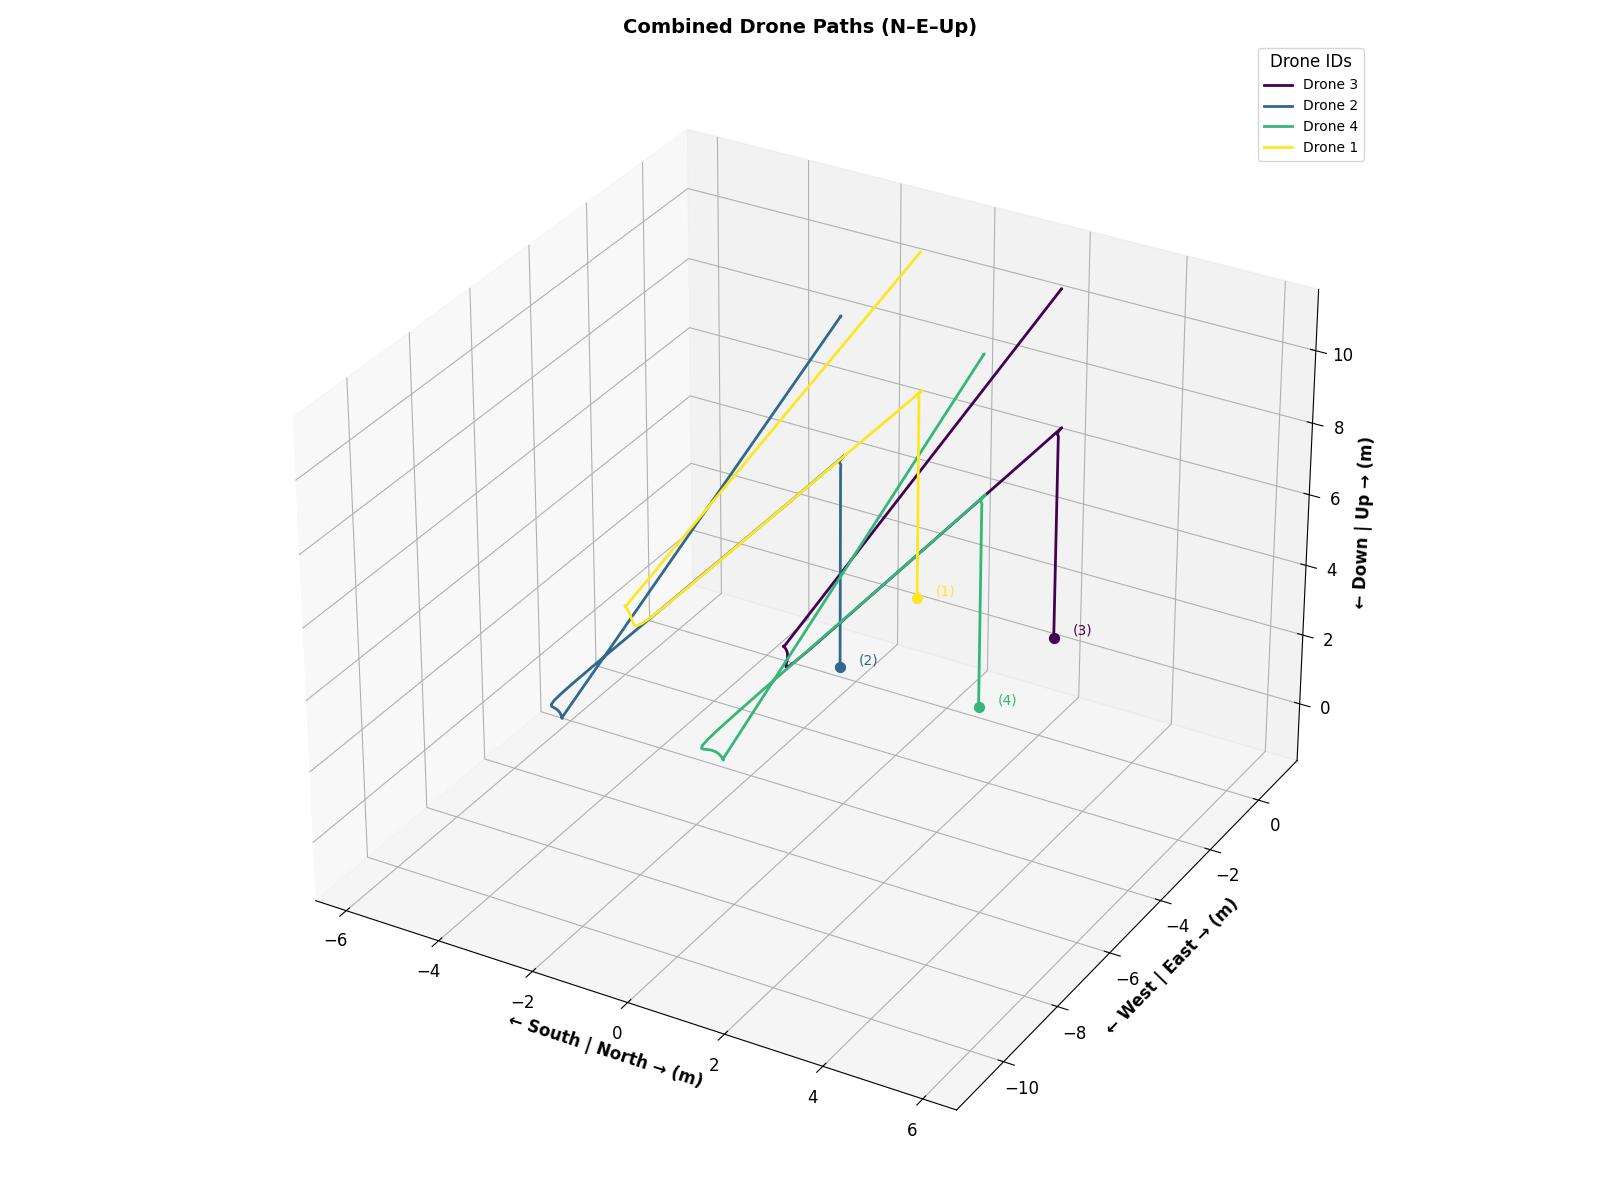 Combined Drone Paths (N–E–Up)
Drone IDs
Drone 3
Drone 2
Drone 4
Drone 1
(1)
(3)
(2)
(4)
10
8
6
4
2
0
← Down | Up → (m)
0
−2
−4
−6
−8
−10
← West | East → (m)
−6
−4
−2
0
2
4
6
← South | North → (m)